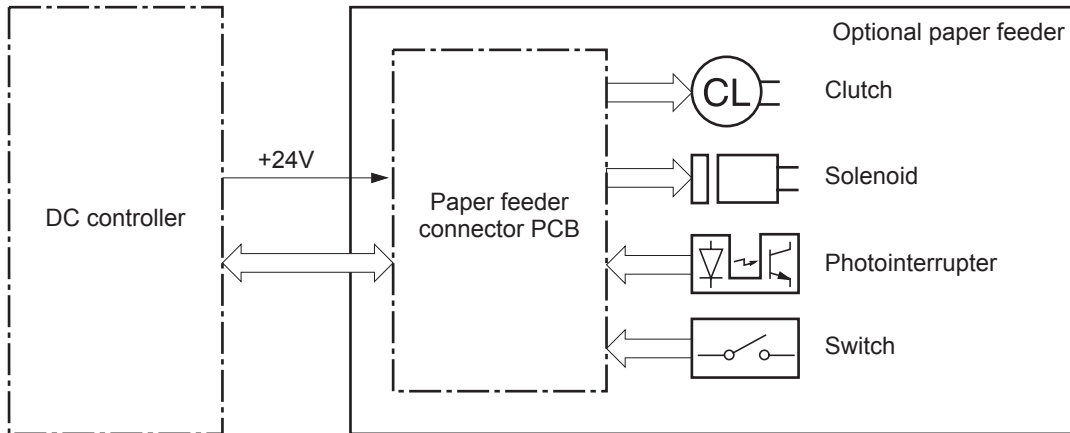 Optional paper feeder
CL
Clutch
+24V
Solenoid
DC controller
Paper feeder
connector PCB
Photointerrupter
Switch